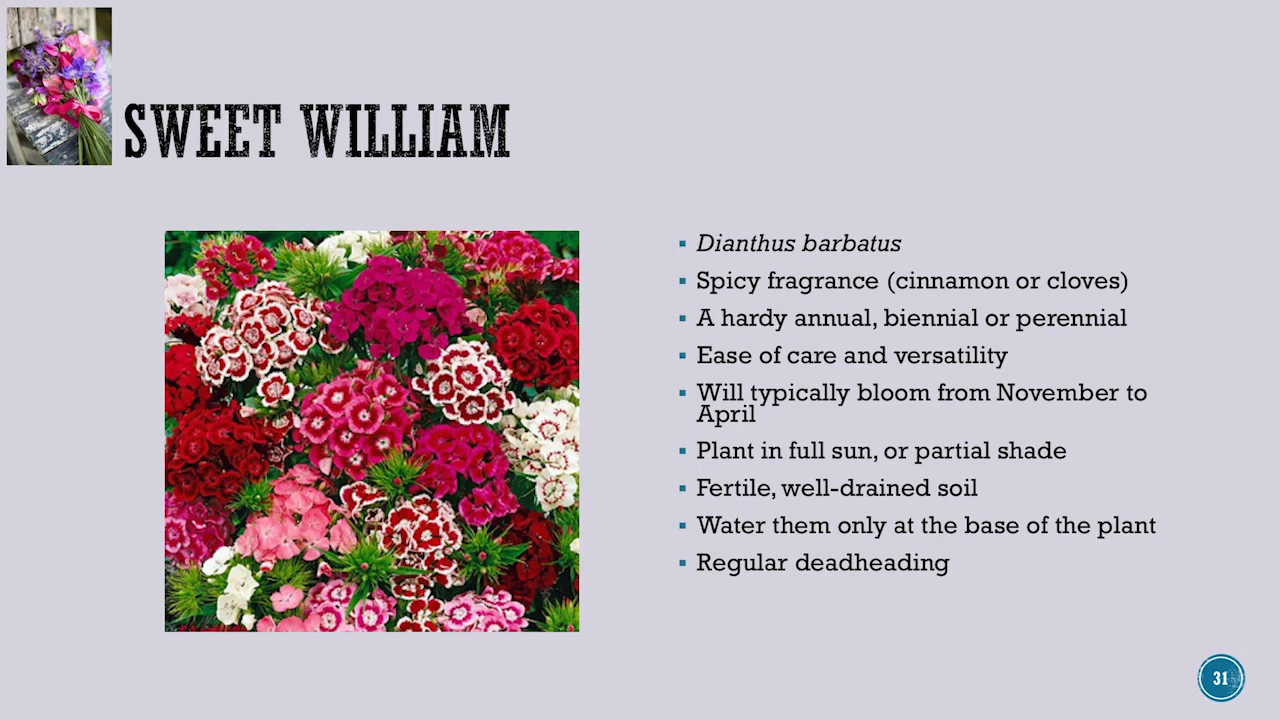 SWEET WILLIAM
Dianthus barbatus
Spicy fragrance (cinnamon or cloves)
A hardy annual, biennial or perennial
Ease of care and versatility
Will typically bloom from November to
April
Plant in full sun, or partial shade
Fertile, well-drained soil
Water them only at the base of the plant
Regular deadheading
31